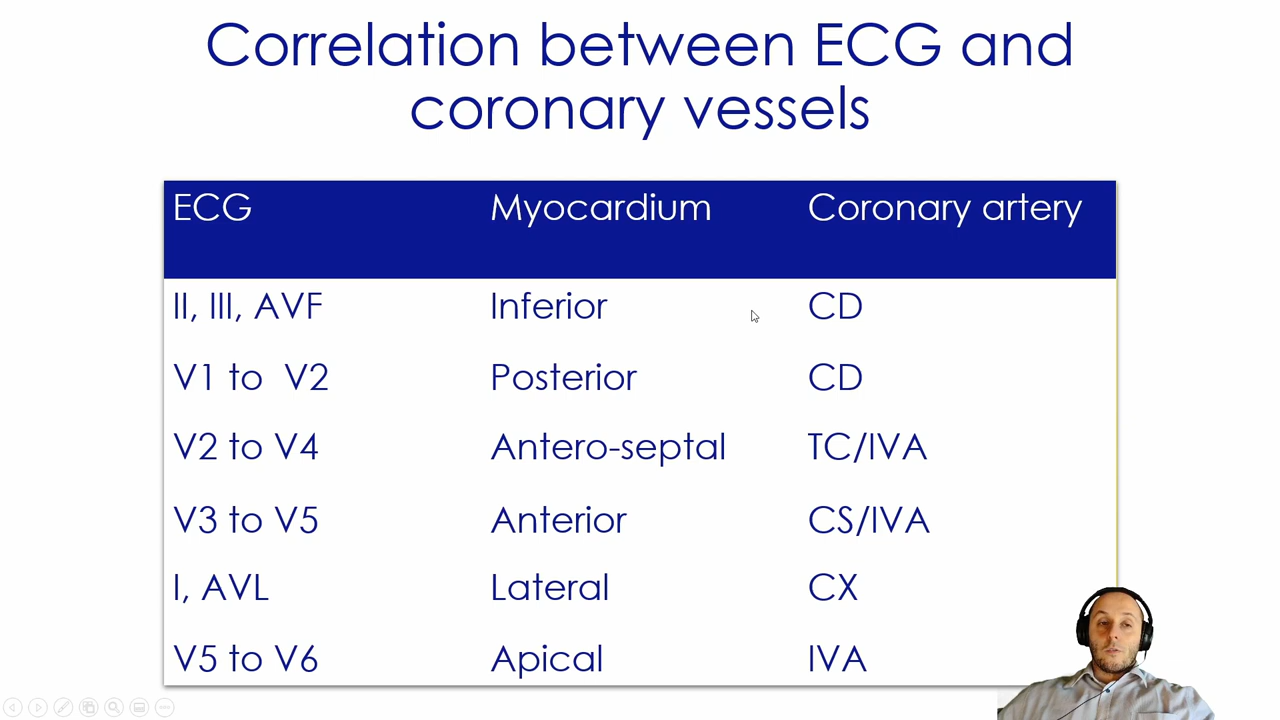 Correlation between ECG and
coronary vessels
ECG Myocardium Coronary artery
II, III, AVF Inferior CD
V1 to V2 Posterior CD
V2 to V4 Antero-septal TC/IVA
V3 to V5 Anterior CS/IVA
I, AVL Lateral CX
V5 to V6 Apical IVA